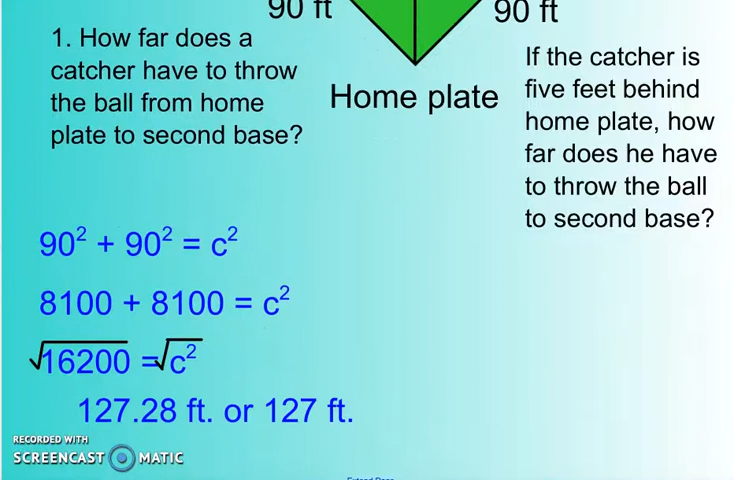 90 ft
90 ft
1. How far does a
catcher have to throw
the ball from home
plate to second base?
Home plate
If the catcher is
five feet behind
home plate, how
far does he have
to throw the ball
to second base?
90² + 90² = c²
8100 + 8100 = c²
√16200 = √c²
127.28 ft. or 127 ft.
RECORDED WITH
SCREENCAST MATIC